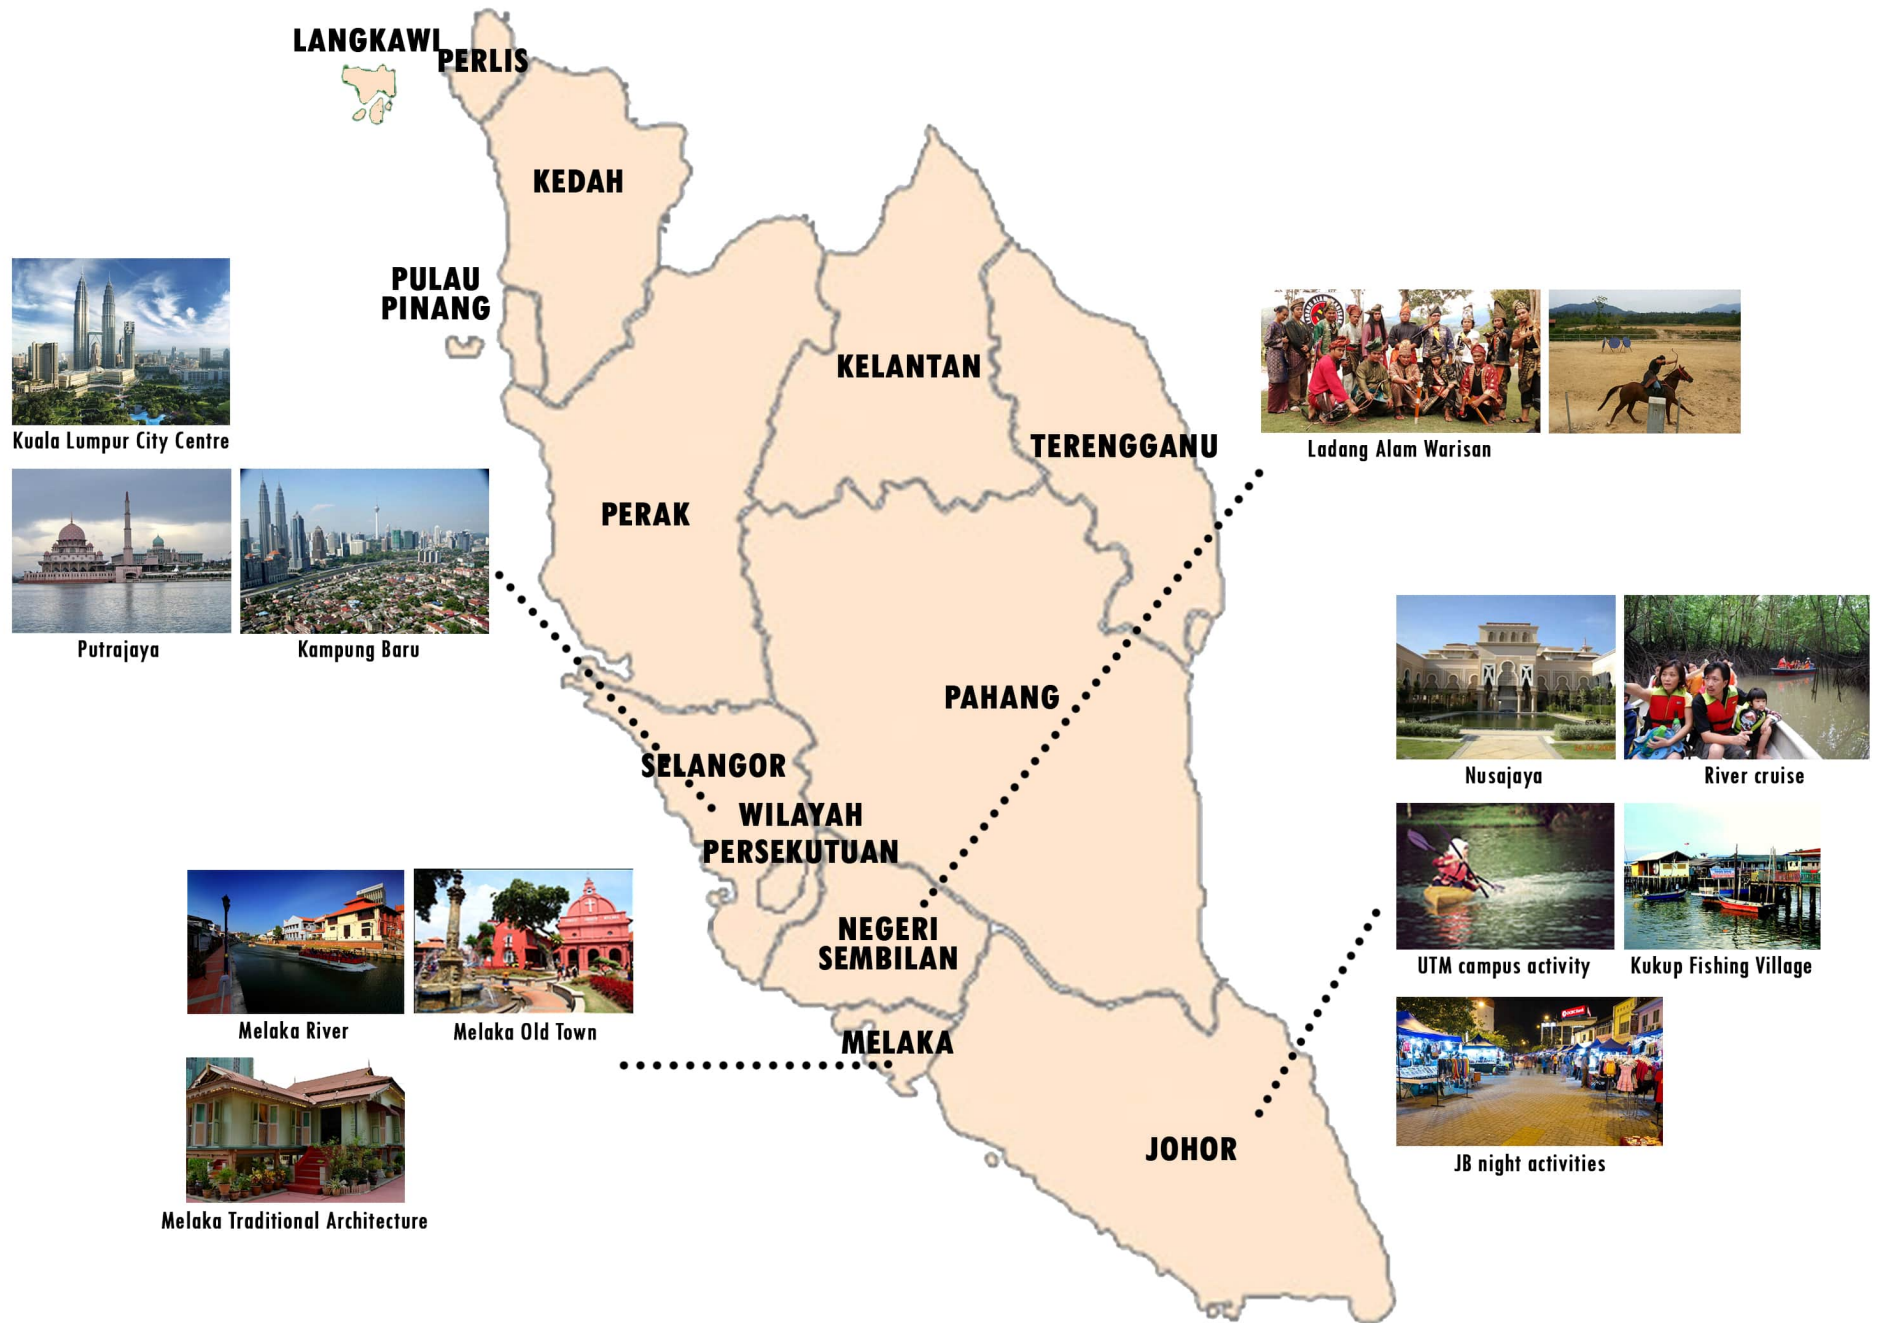 LANGKAWI
PERLIS
KEDAH
PULAU
PINANG
KELANTAN
TERENGGANU
PERAK
PAHANG
SELANGOR
WILAYAH
PERSEKUTUAN
NEGERI
SEMBILAN
MELAKA
JOHOR
Kuala Lumpur City Centre
Putrajaya
Kampung Baru
Ladang Alam Warisan
Nusajaya
River cruise
UTM campus activity
Kukup Fishing Village
JB night activities
Melaka River
Melaka Old Town
Melaka Traditional Architecture